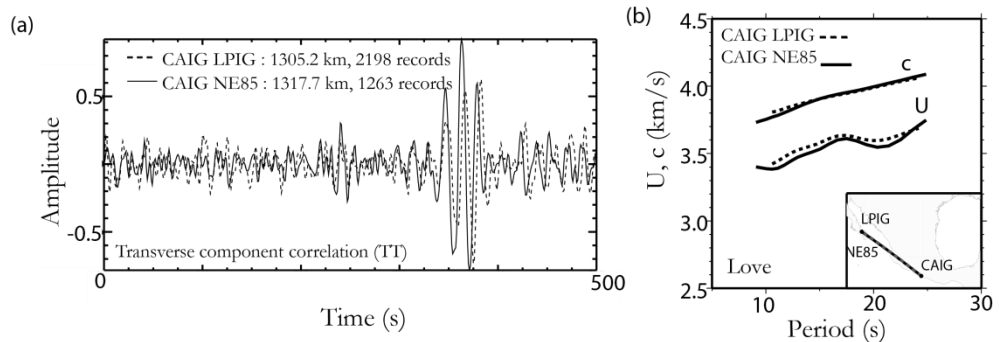 (a)
CAIG LPIG : 1305.2 km, 2198 records
CAIG NE85 : 1317.7 km, 1263 records
0.5
-0.5
Amplitude
Transverse component correlation (TT)
0
500
Time (s)
(b)
4.5
4.0
3.5
3.0
2.5
U, c (km/s)
CAIG LPIG
CAIG NE85
c
U
LPIG
NE85
CAIG
Love
10
20
30
Period (s)